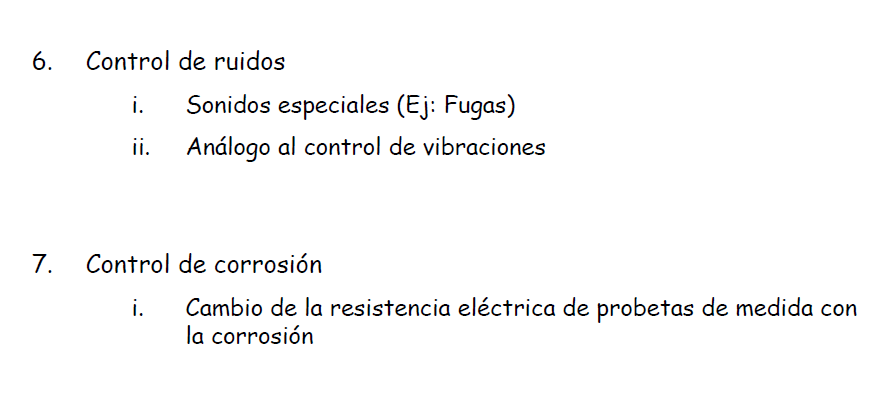 6. Control de ruidos
i. Sonidos especiales (Ej: Fugas)
ii. Análogo al control de vibraciones
7. Control de corrosión
i. Cambio de la resistencia eléctrica de probetas de medida con
la corrosión